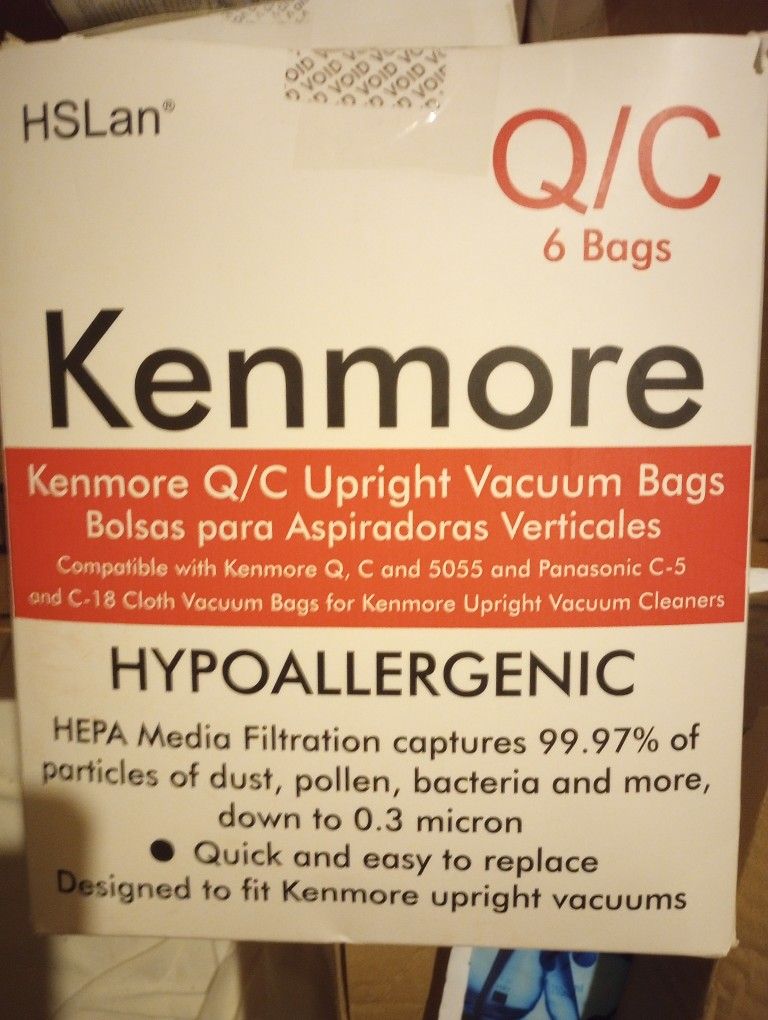 VOID VOID VOID
HSLan®
Q/C
6 Bags
Kenmore
Kenmore Q/C Upright Vacuum Bags
Bolsas para Aspiradoras Verticales
Compatible with Kenmore Q, C and 5055 and Panasonic C-5
and C-18 Cloth Vacuum Bags for Kenmore Upright Vacuum Cleaners
HYPOALLERGENIC
HEPA Media Filtration captures 99.97% of
particles of dust, pollen, bacteria and more,
down to 0.3 micron
● Quick and easy to replace
Designed to fit Kenmore upright vacuums